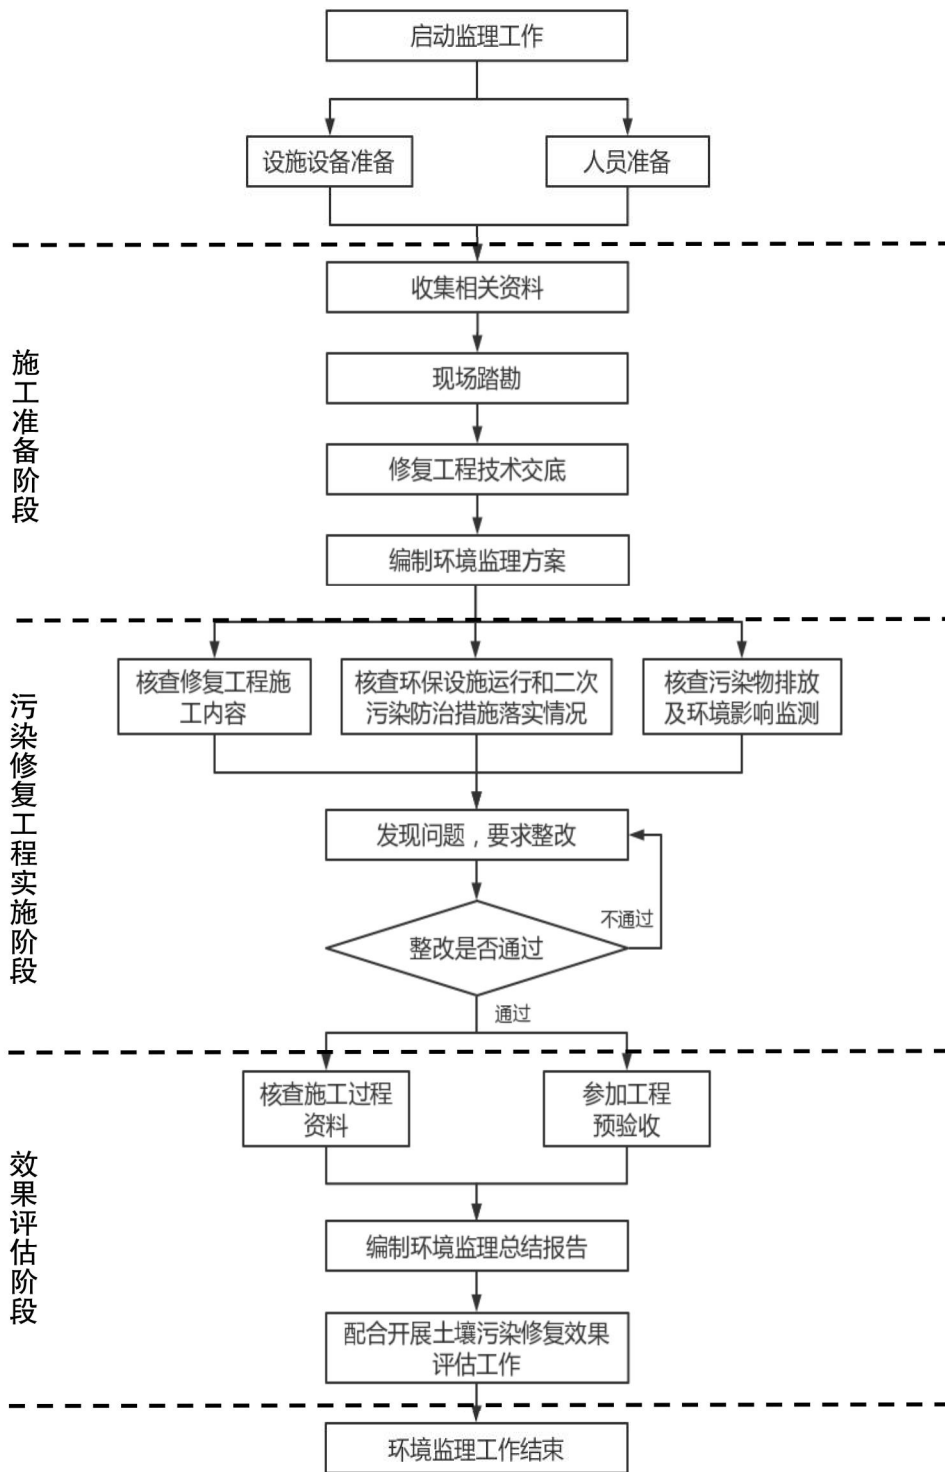 启动监理工作
设施设备准备
人员准备
施工准备阶段
收集相关资料
现场踏勘
修复工程技术交底
编制环境监理方案
污染修复工程实施阶段
核查修复工程施
工内容
核查环保设施运行和二次
污染防治措施落实情况
核查污染物排放
及环境影响监测
发现问题，要求整改
不通过
整改是否通过
通过
效果评估阶段
核查施工过程
资料
参加工程
预验收
编制环境监理总结报告
配合开展土壤污染修复效果
评估工作
环境监理工作结束